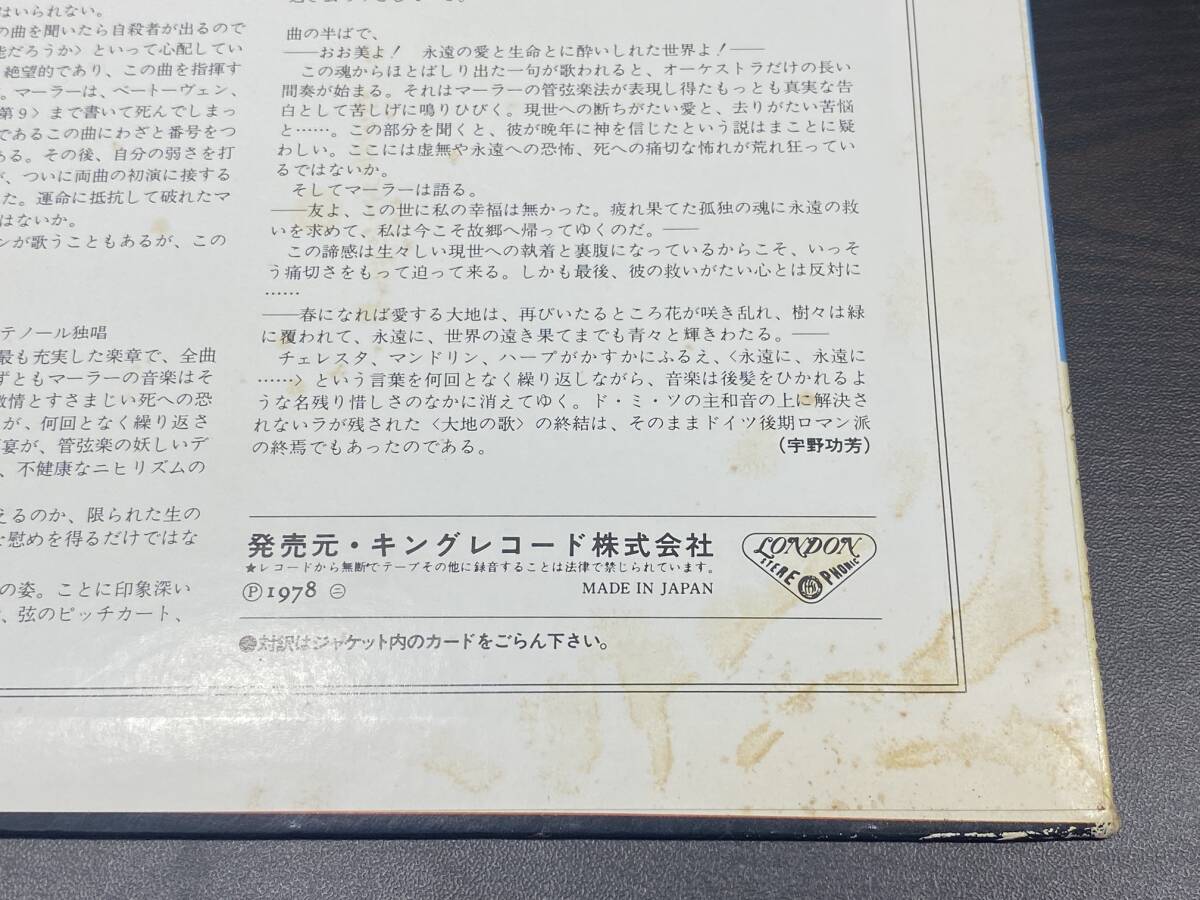 はいられない。
の曲を聞いたら自殺者が出るので
能だろうか〉といって心配してい
絶望的であり、この曲を指揮す
。マーラーは、ベートーヴェン、
第9〉まで書いて死んでしまっ
であるこの曲にわざと番号をつ
ある。その後、自分の弱さを打
が、ついに両曲の初演に接する
た。運命に抵抗して破れたマ
はないか。
ンが歌うこともあるが、この
テノール独唱
最も充実した楽章で、全曲
ずともマーラーの音楽はそ
激情とすさまじい死への恐
が、何回となく繰り返さ
宴が、管弦楽の妖しいデ
、不健康なニヒリズムの
えるのか、限られた生の
な慰めを得るだけではな
の姿。ことに印象深い
、弦のピッチカート、
曲の半ばで、
——おお美よ！　永遠の愛と生命とに酔いしれた世界よ！——
この魂からほとばしり出た一句が歌われると、オーケストラだけの長い
間奏が始まる。それはマーラーの管弦楽法が表現し得たもっとも真実な告
白として苦しげに鳴りひびく。現世への断ちがたい愛と、去りがたい苦悩
と……。この部分を聞くと、彼が晩年に神を信じたという説はまことに疑
わしい。ここには虚無や永遠への恐怖、死への痛切な怖れが荒れ狂ってい
るではないか。
そしてマーラーは語る。
——友よ、この世に私の幸福は無かった。疲れ果てた孤独の魂に永遠の救
いを求めて、私は今こそ故郷へ帰ってゆくのだ。——
この諦感は生々しい現世への執着と裏腹になっているからこそ、いっそ
う痛切さをもって迫って来る。しかも最後、彼の救いがたい心とは反対に
……
——春になれば愛する大地は、再びいたるところ花が咲き乱れ、樹々は緑
に覆われて、永遠に、世界の遠き果てまでも青々と輝きわたる。——
チェレスタ、マンドリン、ハープがかすかにふるえ、〈永遠に、永遠に
……〉という言葉を何回となく繰り返しながら、音楽は後髪をひかれるよ
うな名残り惜しさのなかに消えてゆく。ド・ミ・ソの主和音の上に解決さ
れないラが残された〈大地の歌〉の終結は、そのままドイツ後期ロマン派
の終焉でもあったのである。　（宇野功芳）
発売元・キングレコード株式会社
★レコードから無断でテープその他に録音することは法律で禁じられています。
Ⓟ1978 ㊁ MADE IN JAPAN
LONDON
STEREOPHONIC
対訳はジャケット内のカードをごらん下さい。